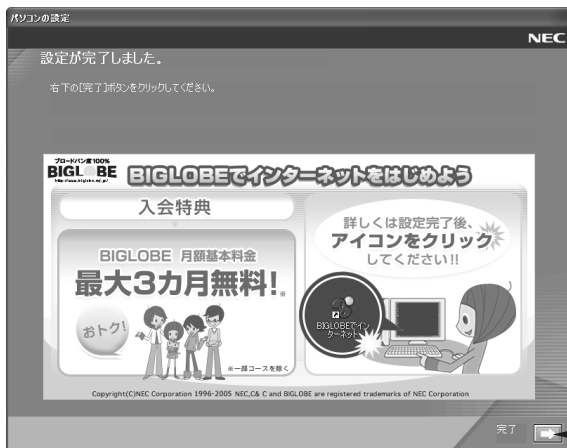 パソコンの設定
NEC
設定が完了しました。
右下の[完了]ボタンをクリックしてください。
ブロードバンド度100%
BIGLOBE
http://www.biglobe.ne.jp/
BIGLOBEでインターネットをはじめよう
入会特典
BIGLOBE 月額基本料金
最大3カ月無料!※
おトク!
※一部コースを除く
詳しくは設定完了後、
アイコンをクリック
してください!!
BIGLOBEでイン
ターネット
Copyright(C)NEC Corporation 1996-2005 NEC,C& C and BIGLOBE are registered trademarks of NEC Corporation
完了